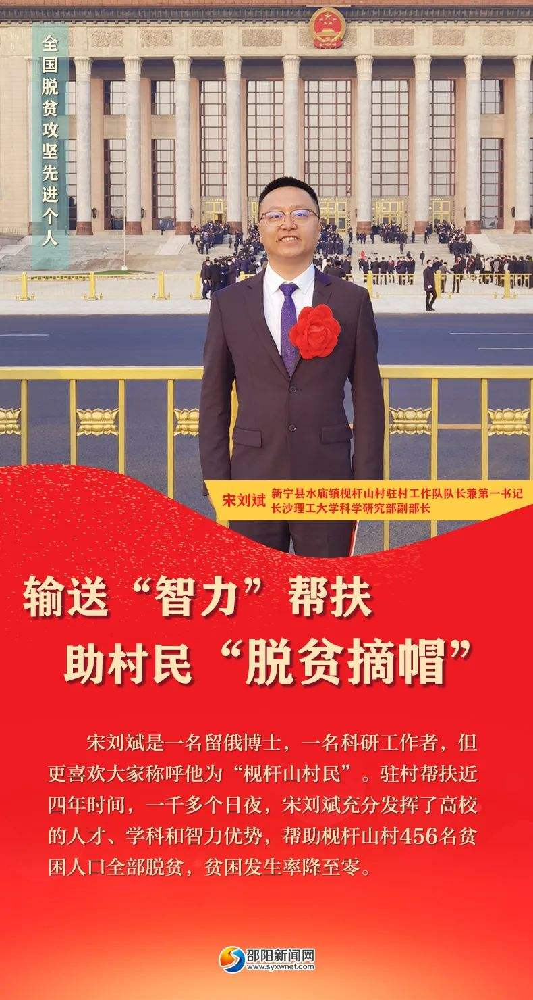 全国脱贫攻坚先进个人
宋刘斌
新宁县水庙镇枧杆山村驻村工作队队长兼第一书记
长沙理工大学科学研究部副部长
输送“智力”帮扶
助村民“脱贫摘帽”
宋刘斌是一名留俄博士，一名科研工作者，但
更喜欢大家称呼他为“枧杆山村民”。驻村帮扶近
四年时间，一千多个日夜，宋刘斌充分发挥了高校
的人才、学科和智力优势，帮助枧杆山村456名贫
困人口全部脱贫，贫困发生率降至零。
邵阳新闻网
www.syxwnet.com